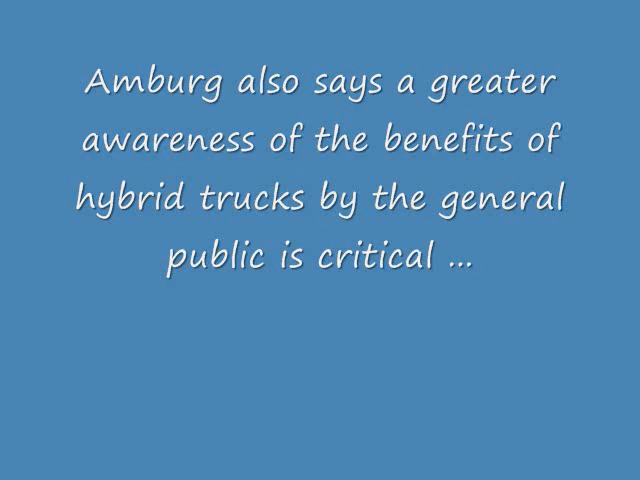 Amburg also says a greater
awareness of the benefits of
hybrid trucks by the general
public is critical ...